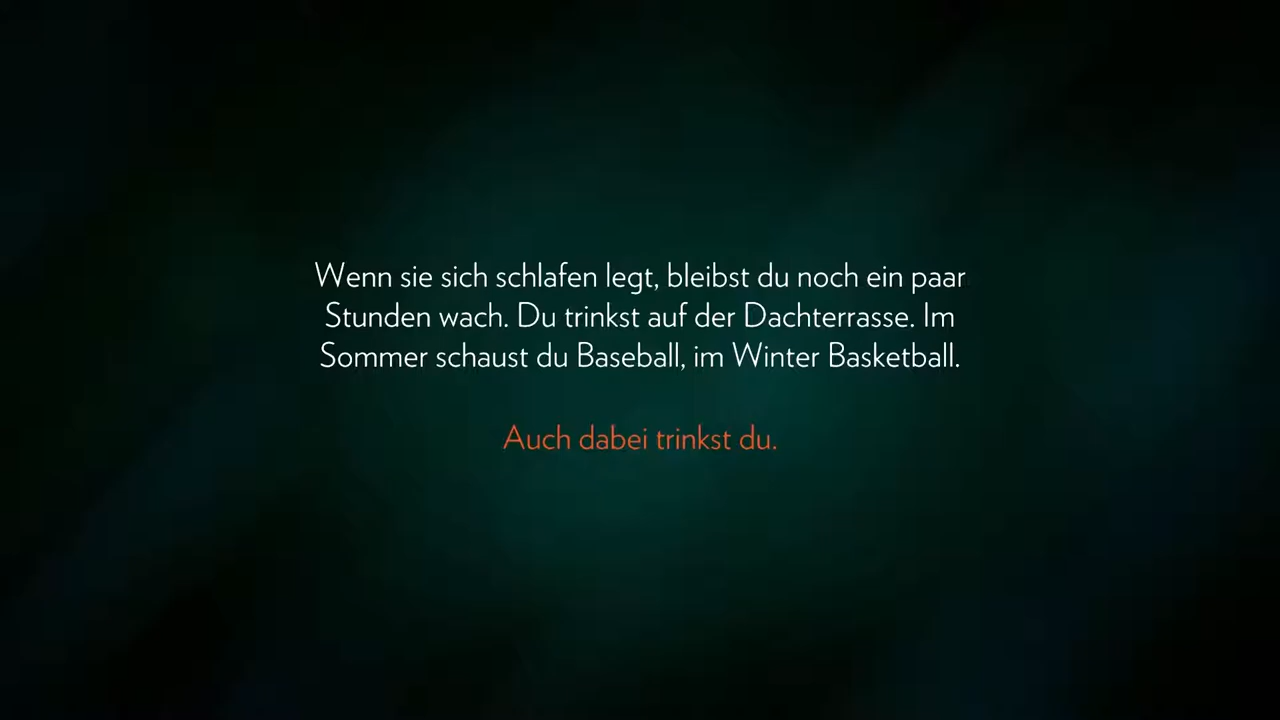 Wenn sie sich schlafen legt, bleibst du noch ein paar
Stunden wach. Du trinkst auf der Dachterrasse. Im
Sommer schaust du Baseball, im Winter Basketball.
Auch dabei trinkst du.